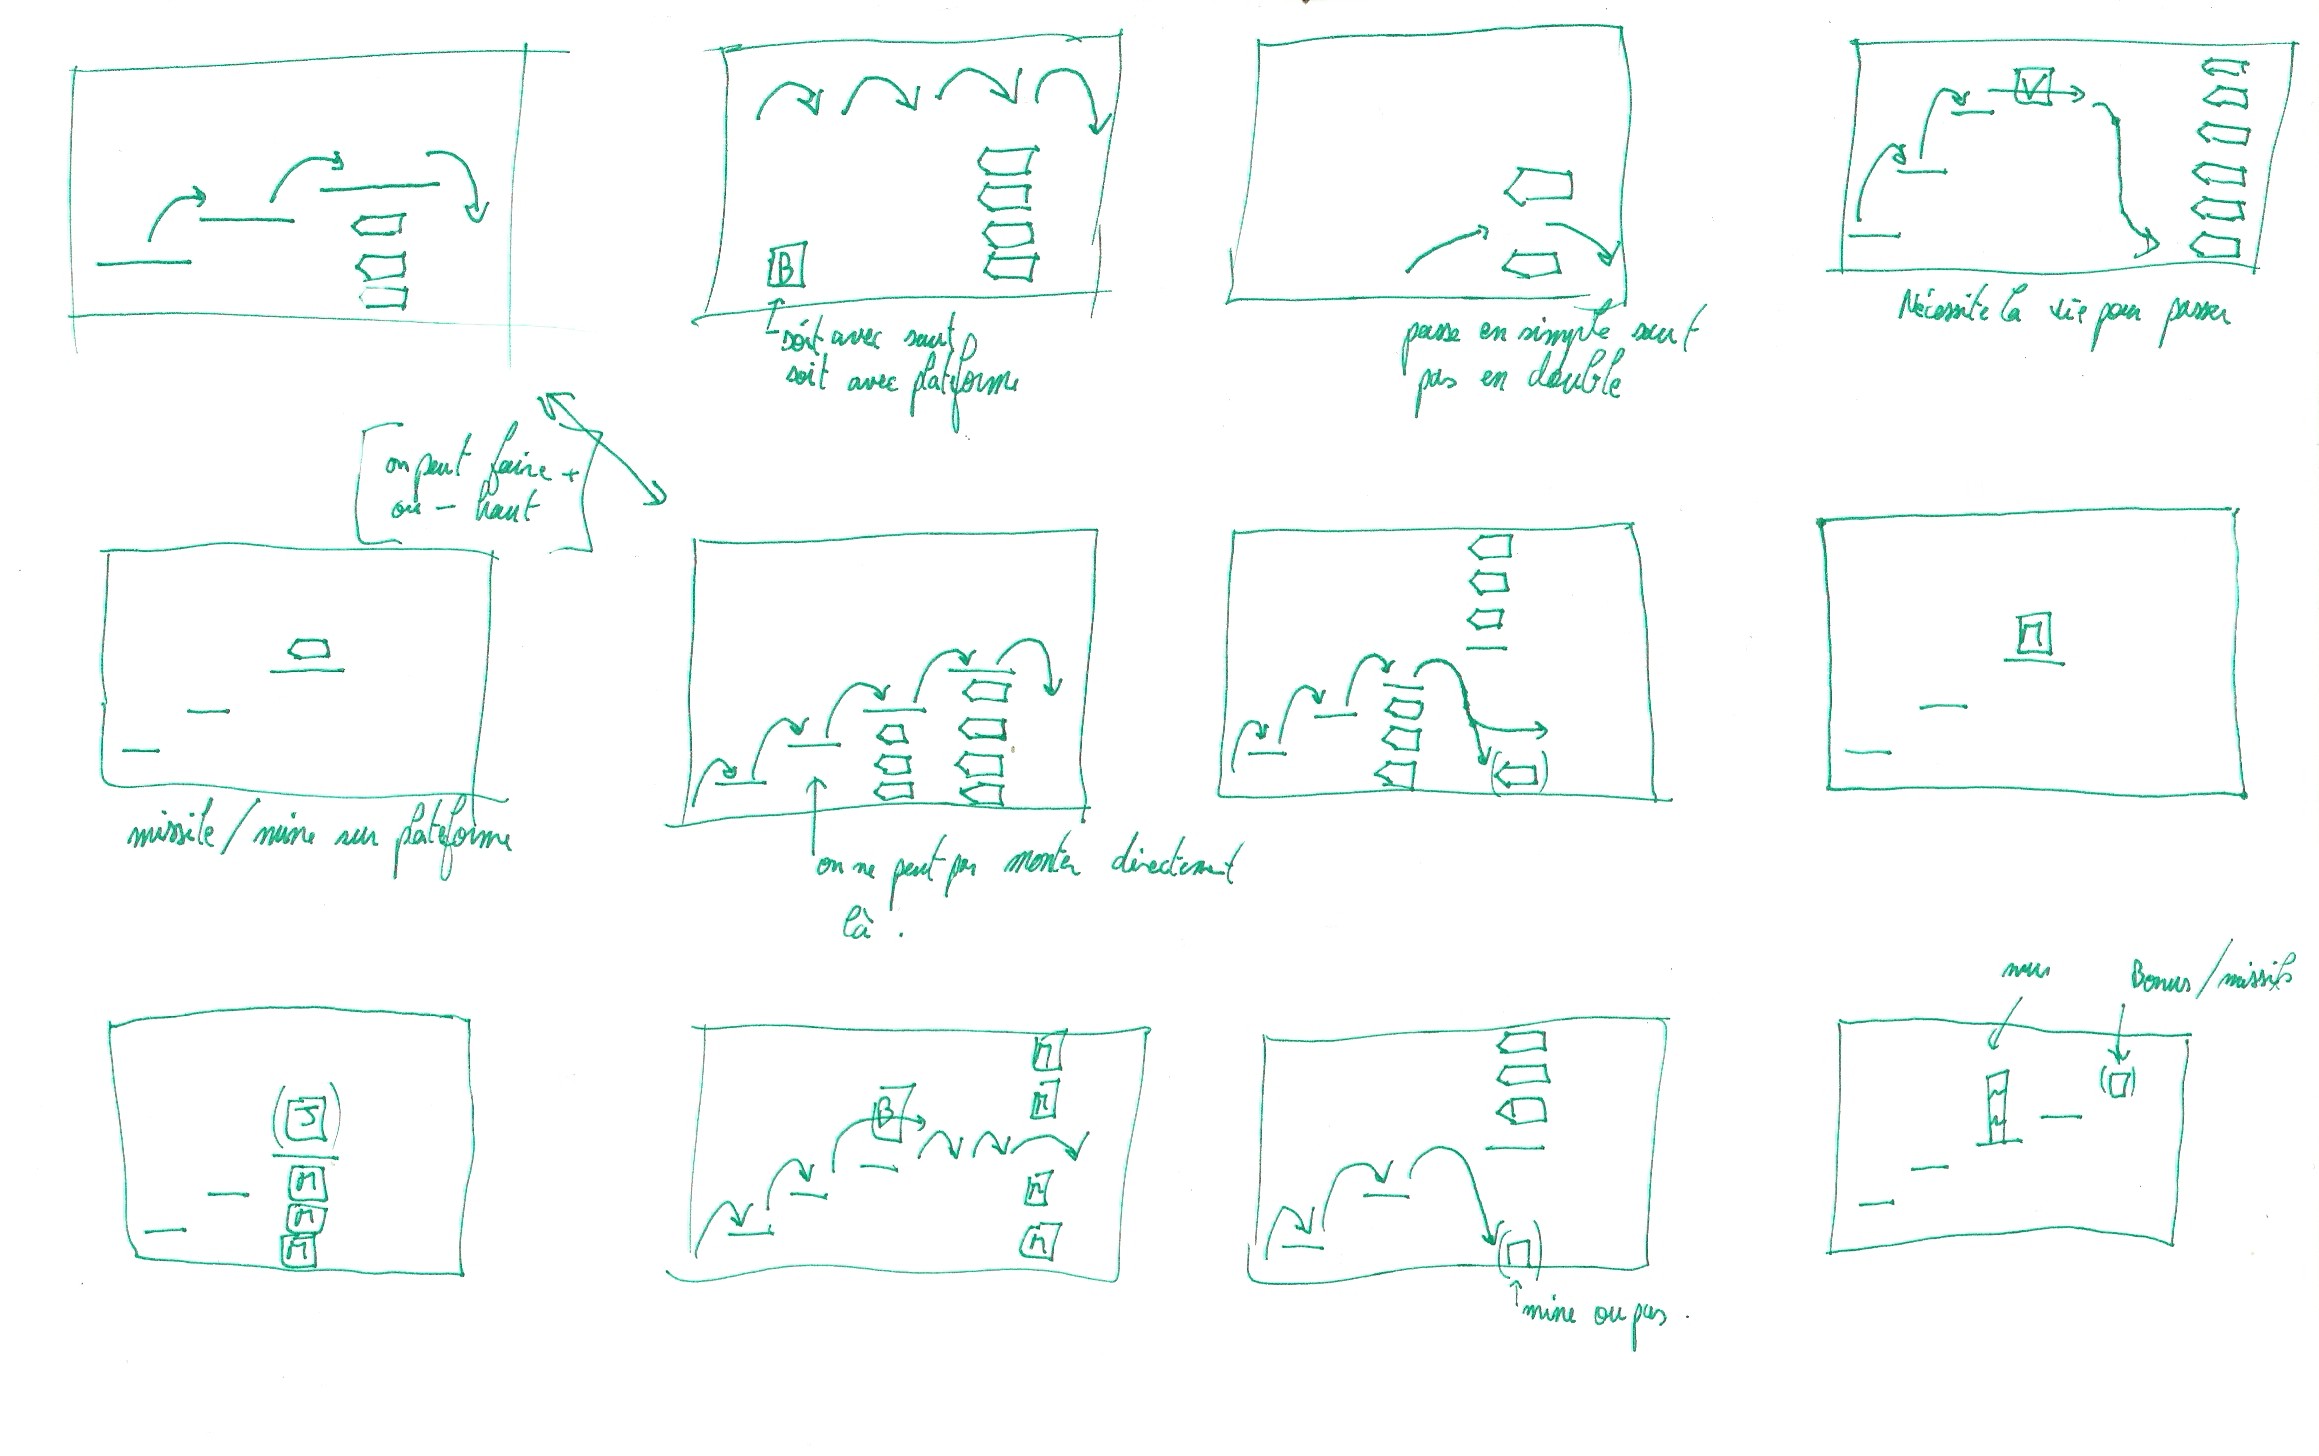 B
soit avec saut
soit avec plateforme
passe en simple saut
pas en double
V
Nécessite la vie pour passer
on peut faire +
ou - haut
missile/mine sur plateforme
on ne peut pas monter directement
là.
M
S
M
M
M
B
M
M
M
M
mine ou pas.
mur
Bonus/missile